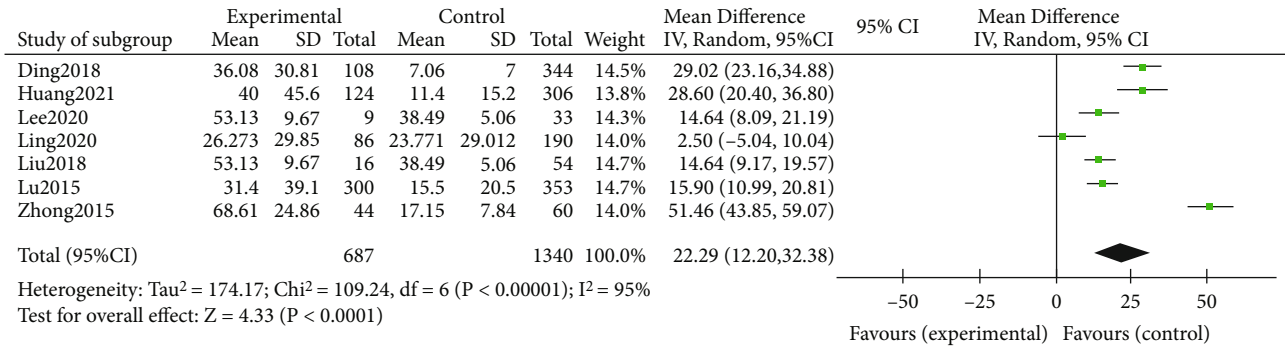 Experimental Control Mean Difference 95% CI Mean Difference
Study of subgroup Mean SD Total Mean SD Total Weight IV, Random, 95%CI IV, Random, 95% CI
Ding2018 36.08 30.81 108 7.06 7 344 14.5% 29.02 (23.16,34.88)
Huang2021 40 45.6 124 11.4 15.2 306 13.8% 28.60 (20.40, 36.80)
Lee2020 53.13 9.67 9 38.49 5.06 33 14.3% 14.64 (8.09, 21.19)
Ling2020 26.273 29.85 86 23.771 29.012 190 14.0% 2.50 (–5.04, 10.04)
Liu2018 53.13 9.67 16 38.49 5.06 54 14.7% 14.64 (9.17, 19.57)
Lu2015 31.4 39.1 300 15.5 20.5 353 14.7% 15.90 (10.99, 20.81)
Zhong2015 68.61 24.86 44 17.15 7.84 60 14.0% 51.46 (43.85, 59.07)
Total (95%CI) 687 1340 100.0% 22.29 (12.20,32.38)
Heterogeneity: Tau² = 174.17; Chi² = 109.24, df = 6 (P < 0.00001); I² = 95%
Test for overall effect: Z = 4.33 (P < 0.0001)
–50 –25 0 25 50
Favours (experimental) Favours (control)